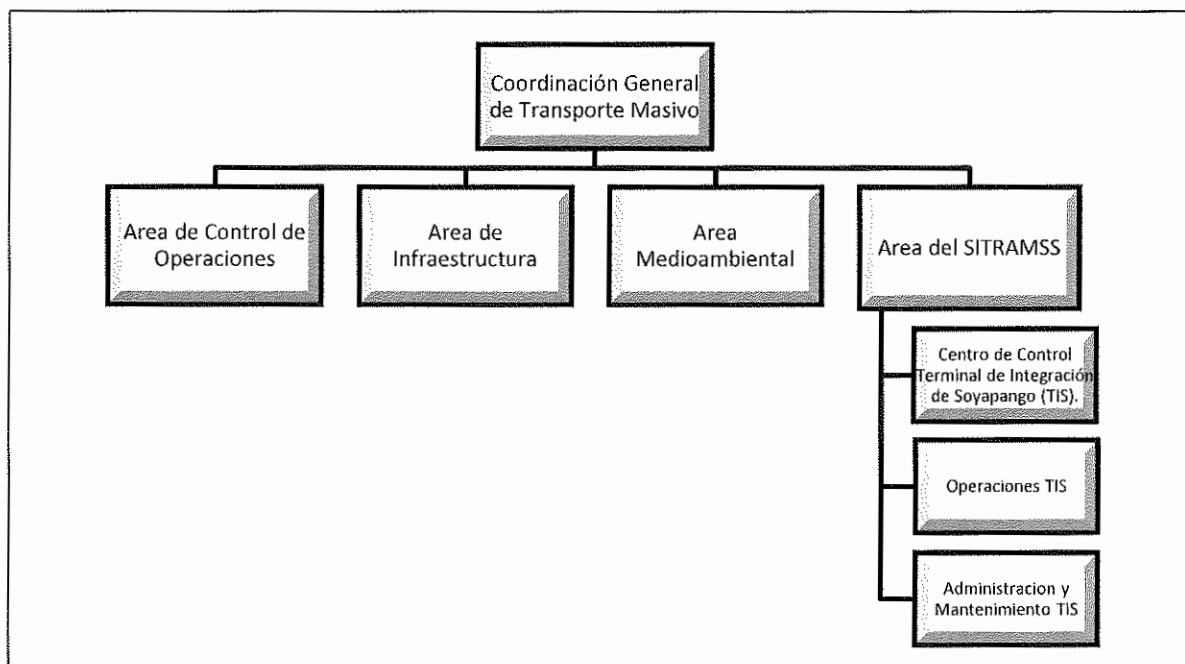 Coordinación General
de Transporte Masivo
Area de Control de
Operaciones
Area de
Infraestructura
Area
Medioambiental
Area del SITRAMSS
Centro de Control
Terminal de Integración
de Soyapango (TIS).
Operaciones TIS
Administracion y
Mantenimiento TIS